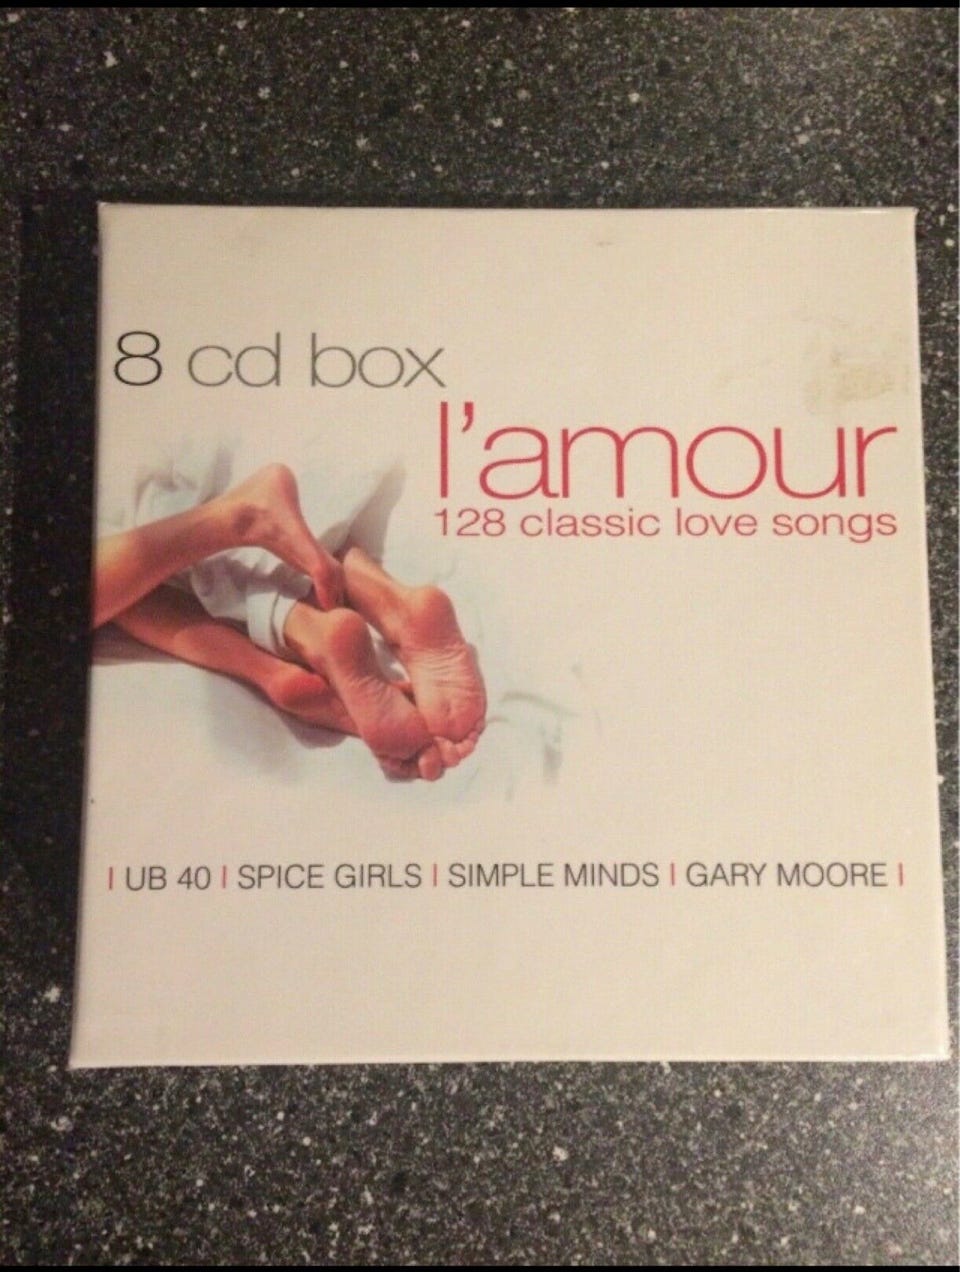 8 cd box
l'amour
128 classic love songs
| UB 40 | SPICE GIRLS | SIMPLE MINDS | GARY MOORE |